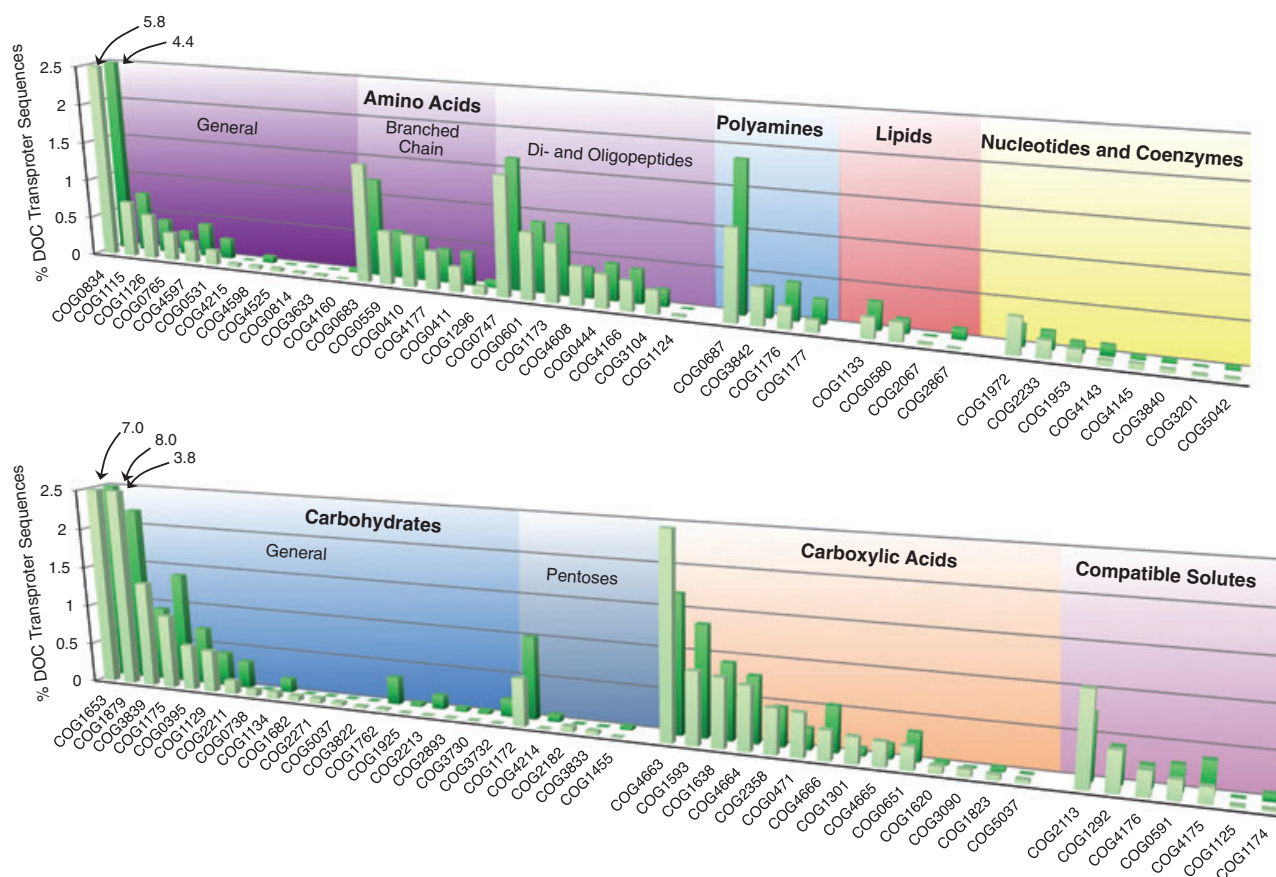 5.8
4.4
% DOC Transproter Sequences
2.5
2
1.5
1
0.5
0
Amino Acids
General
Branched
Chain
Di- and Oligopeptides
Polyamines
Lipids
Nucleotides and Coenzymes
COG0834
COG1115
COG1126
COG0765
COG4597
COG0531
COG4215
COG4598
COG4525
COG0814
COG3633
COG4160
COG0683
COG0559
COG0410
COG4177
COG0411
COG1296
COG0747
COG0601
COG1173
COG4608
COG0444
COG4166
COG3104
COG1124
COG0687
COG3842
COG1176
COG1177
COG1133
COG0580
COG2067
COG2867
COG1972
COG2233
COG1953
COG4143
COG4145
COG3840
COG3201
COG5042
7.0
8.0
3.8
% DOC Transproter Sequences
2.5
2
1.5
1
0.5
0
Carbohydrates
General
Pentoses
Carboxylic Acids
Compatible Solutes
COG1653
COG1879
COG3839
COG1175
COG0395
COG1129
COG2211
COG0738
COG1134
COG1682
COG2271
COG5037
COG3822
COG1762
COG1925
COG2213
COG2893
COG3730
COG3732
COG1172
COG4214
COG2182
COG3833
COG1455
COG4663
COG1593
COG1638
COG4664
COG2358
COG0471
COG4666
COG1301
COG4665
COG0651
COG1620
COG3090
COG1823
COG5037
COG2113
COG1292
COG4176
COG0591
COG4175
COG1125
COG1174